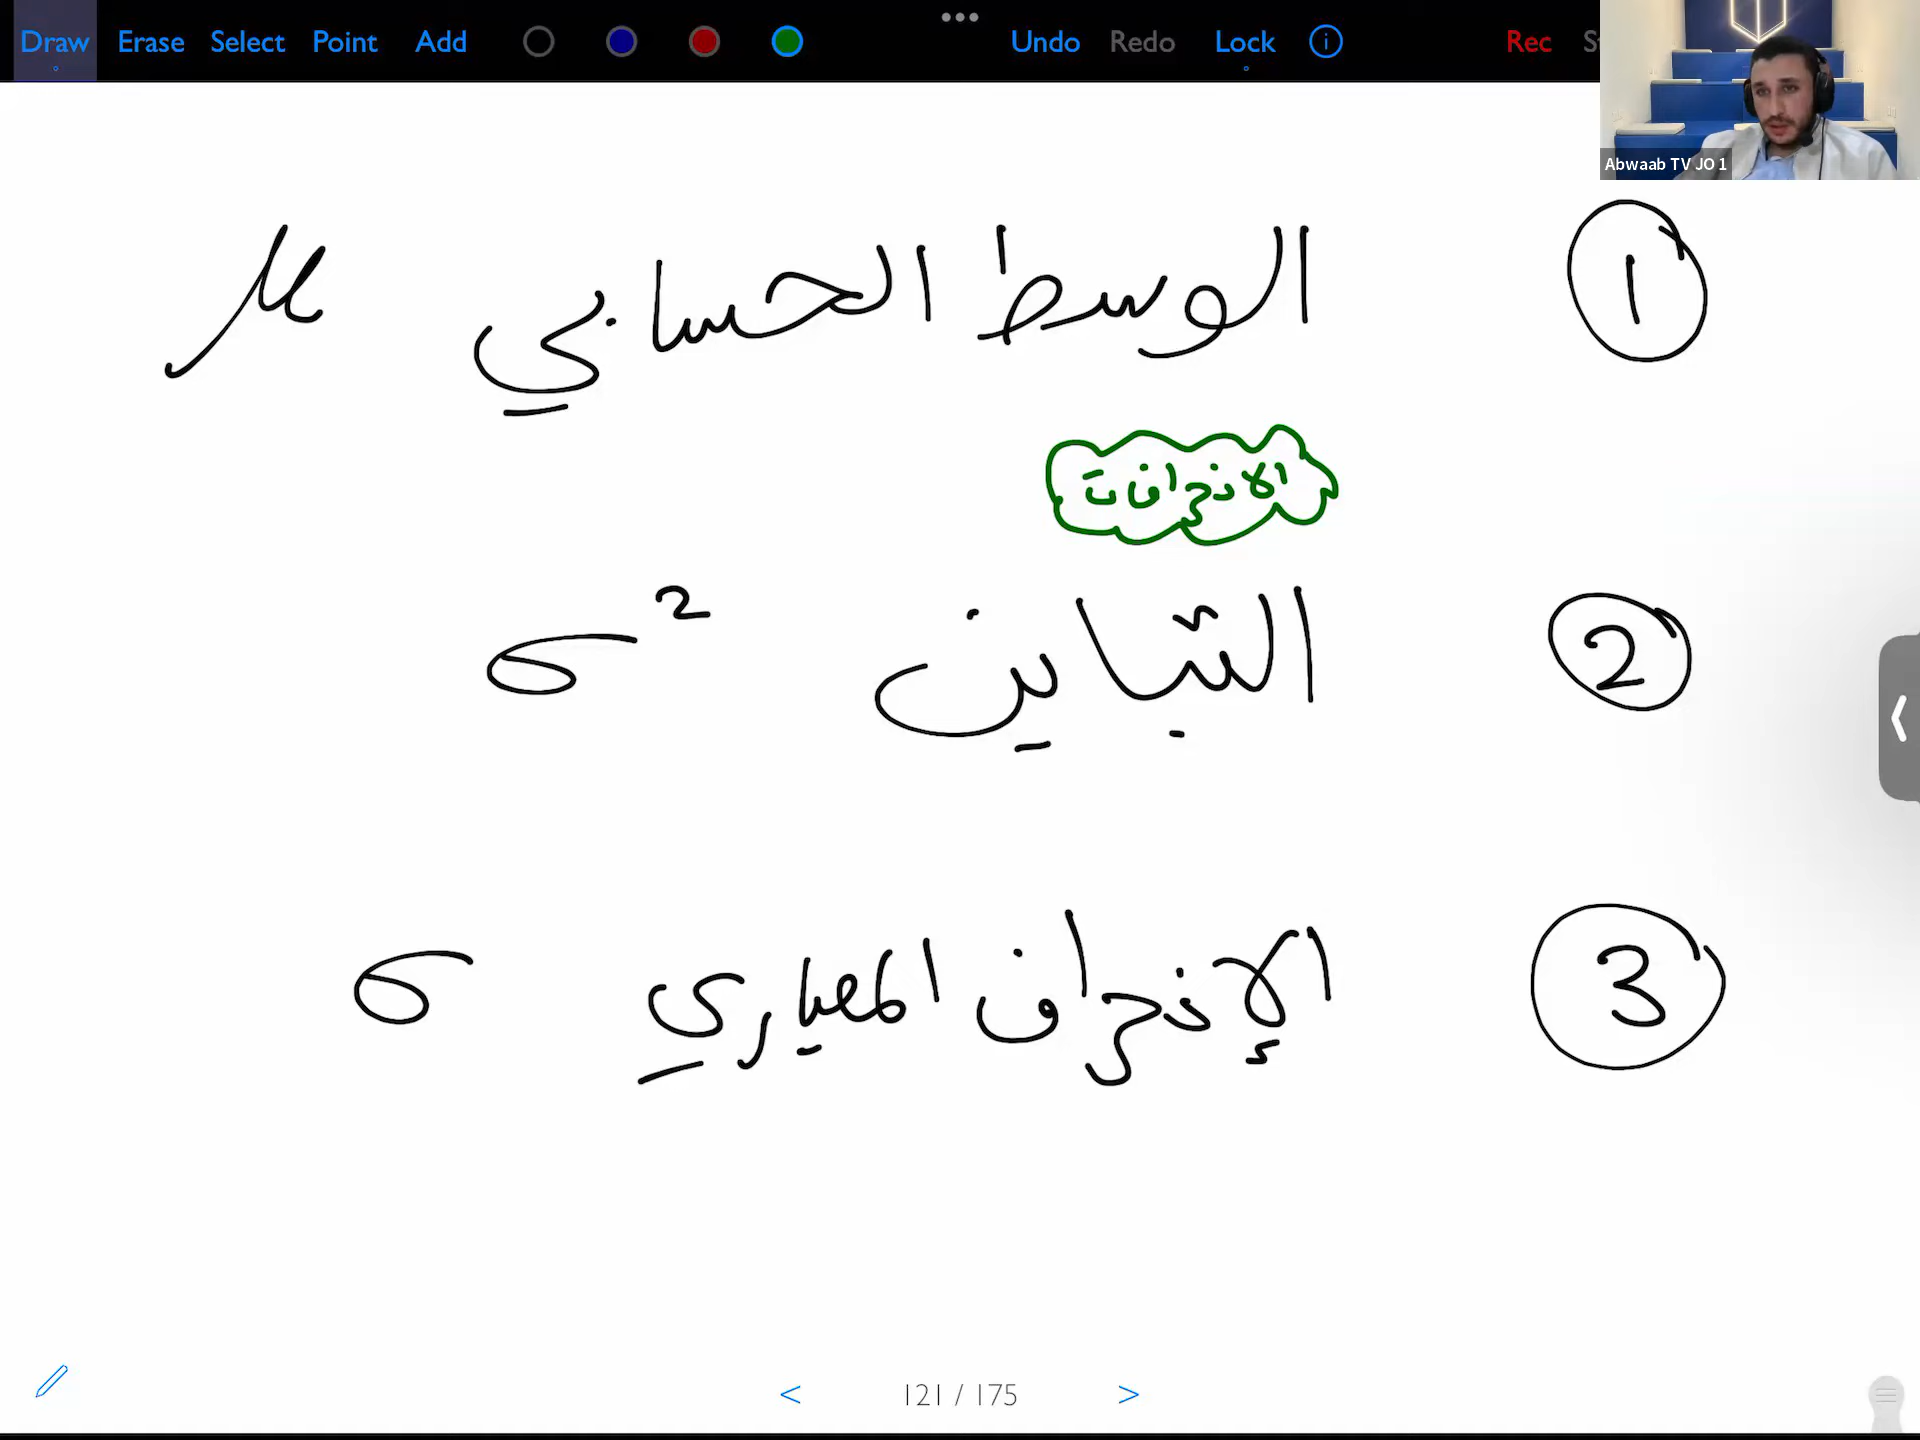 Draw Erase Select Point Add Undo Redo Lock Rec
Abwaab TV JO 1
1 الوسط الحسابي μ
الانحرافات
2 التباين σ²
3 الإنحراف المعياري σ
< 121 / 175 >